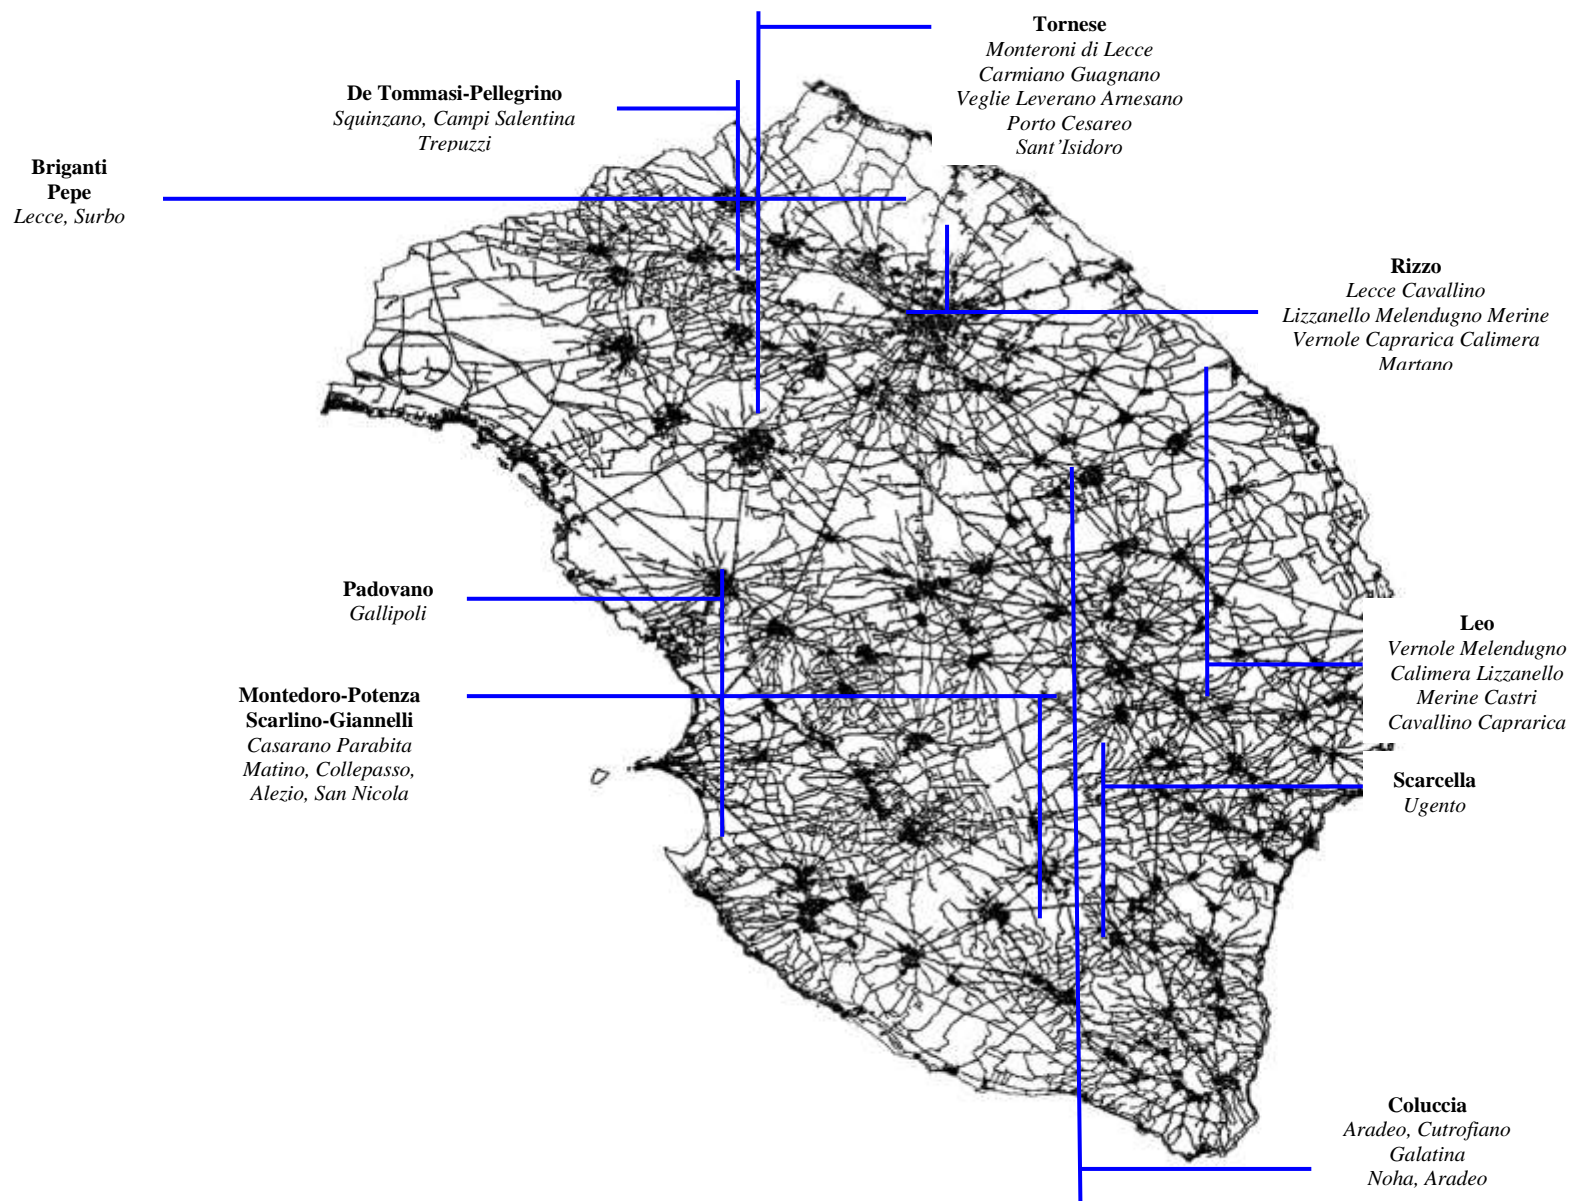 Tornese
Monteroni di Lecce
Carmiano Guagnano
Veglie Leverano Arnesano
Porto Cesareo
Sant'Isidoro
De Tommasi-Pellegrino
Squinzano, Campi Salentina
Trepuzzi
Briganti
Pepe
Lecce, Surbo
Rizzo
Lecce Cavallino
Lizzanello Melendugno Merine
Vernole Caprarica Calimera
Martano
Padovano
Gallipoli
Leo
Vernole Melendugno
Calimera Lizzanello
Merine Castri
Cavallino Caprarica
Montedoro-Potenza
Scarlino-Giannelli
Casarano Parabita
Matino, Collepasso,
Alezio, San Nicola
Scarcella
Ugento
Coluccia
Aradeo, Cutrofiano
Galatina
Noha, Aradeo